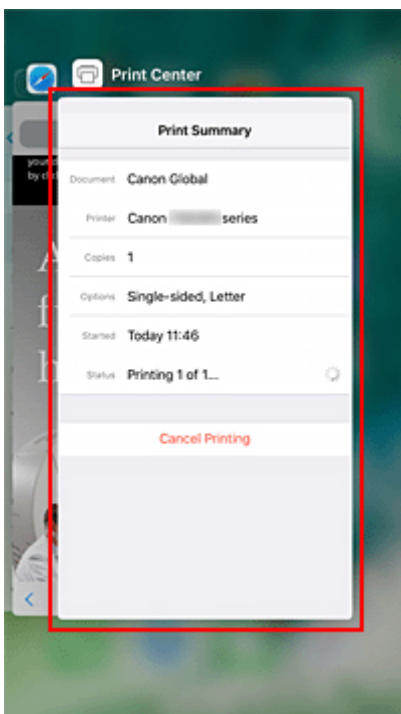 Print Center
Print Summary
Document Canon Global
Printer Canon series
Copies 1
Options Single-sided, Letter
Started Today 11:46
Status Printing 1 of 1...
Cancel Printing